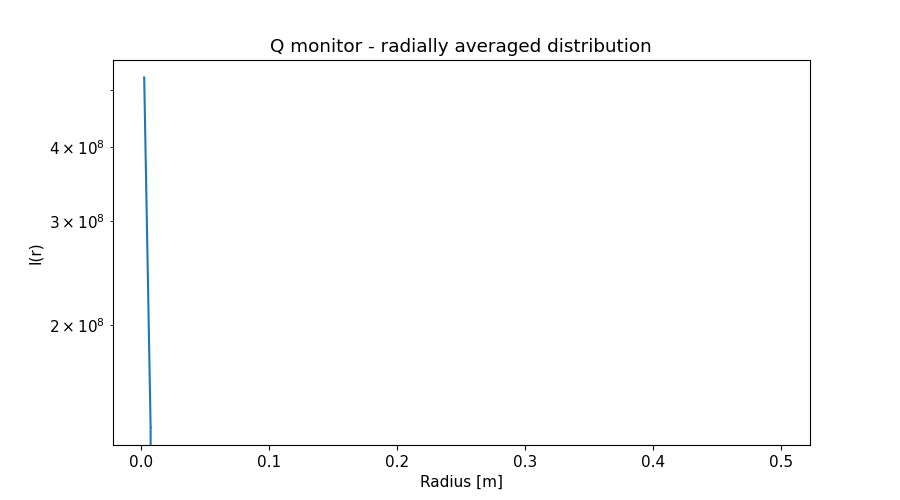 Q monitor - radially averaged distribution
4 × 10⁸
3 × 10⁸
2 × 10⁸
I(r)
0.0 0.1 0.2 0.3 0.4 0.5
Radius [m]